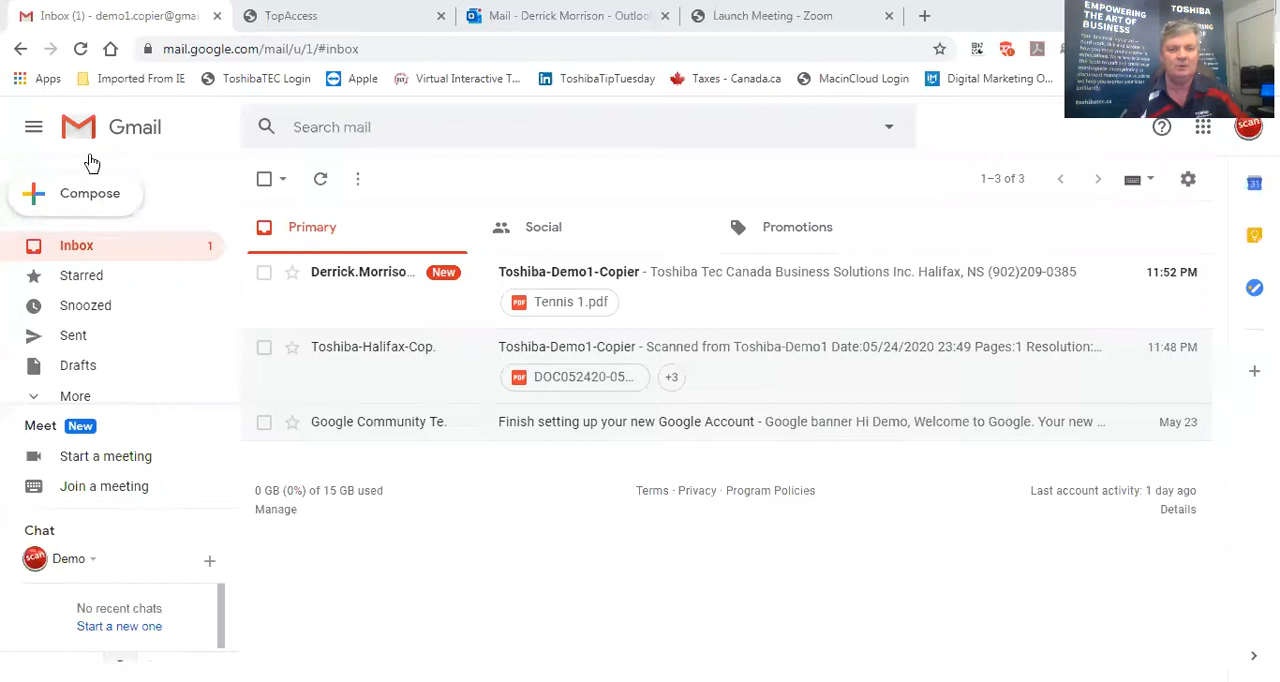 Inbox (1) - demo1.copier@gmai
TopAccess
Mail - Derrick Morrison - Outloo
Launch Meeting - Zoom
mail.google.com/mail/u/1/#inbox
Apps
Imported From IE
ToshibaTEC Login
Apple
Virtual Interactive T...
ToshibaTipTuesday
Taxes - Canada.ca
MacinCloud Login
Digital Marketing O...
EMPOWERING
THE ART OF
BUSINESS
TOSHIBA
Gmail
Search mail
scan
Compose
1–3 of 3
Inbox 1
Primary
Social
Promotions
Starred
Derrick.Morriso... New Toshiba-Demo1-Copier - Toshiba Tec Canada Business Solutions Inc. Halifax, NS (902)209-0385 11:52 PM
PDF Tennis 1.pdf
Snoozed
Sent
Toshiba-Halifax-Cop. Toshiba-Demo1-Copier - Scanned from Toshiba-Demo1 Date:05/24/2020 23:49 Pages:1 Resolution:... 11:48 PM
PDF DOC052420-05... +3
Drafts
More
Google Community Te. Finish setting up your new Google Account - Google banner Hi Demo, Welcome to Google. Your new ... May 23
Meet New
Start a meeting
Join a meeting
0 GB (0%) of 15 GB used
Manage
Terms · Privacy · Program Policies
Last account activity: 1 day ago
Details
Chat
scan Demo
No recent chats
Start a new one
31